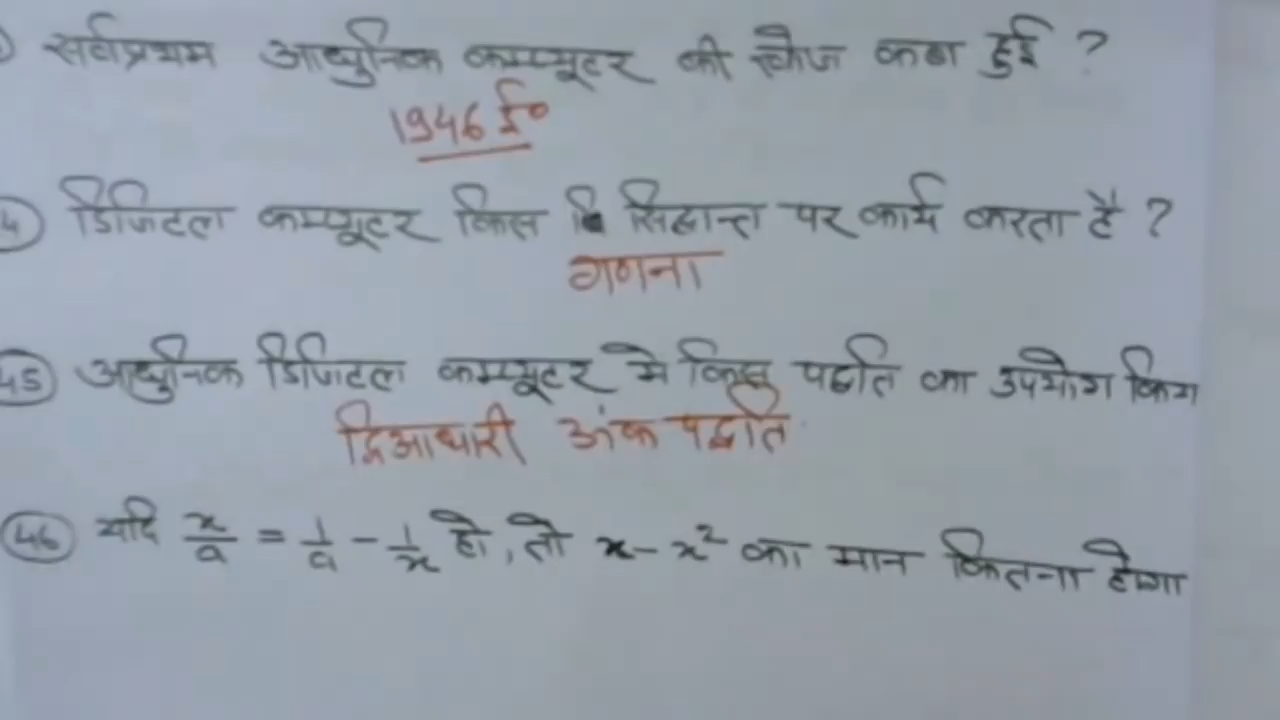 सर्वप्रथम आधुनिक कम्प्यूटर की खोज कब हुई ?
1946 ई०
डिजिटल कम्प्यूटर किस सिद्धान्त पर कार्य करता है ?
गणना
45 आधुनिक डिजिटल कम्प्यूटर मे किस पद्धति का उपयोग किया
द्विआधारी अंक पद्धति
46 यदि x/a = 1/a - 1/x हो, तो x - x² का मान कितना होगा